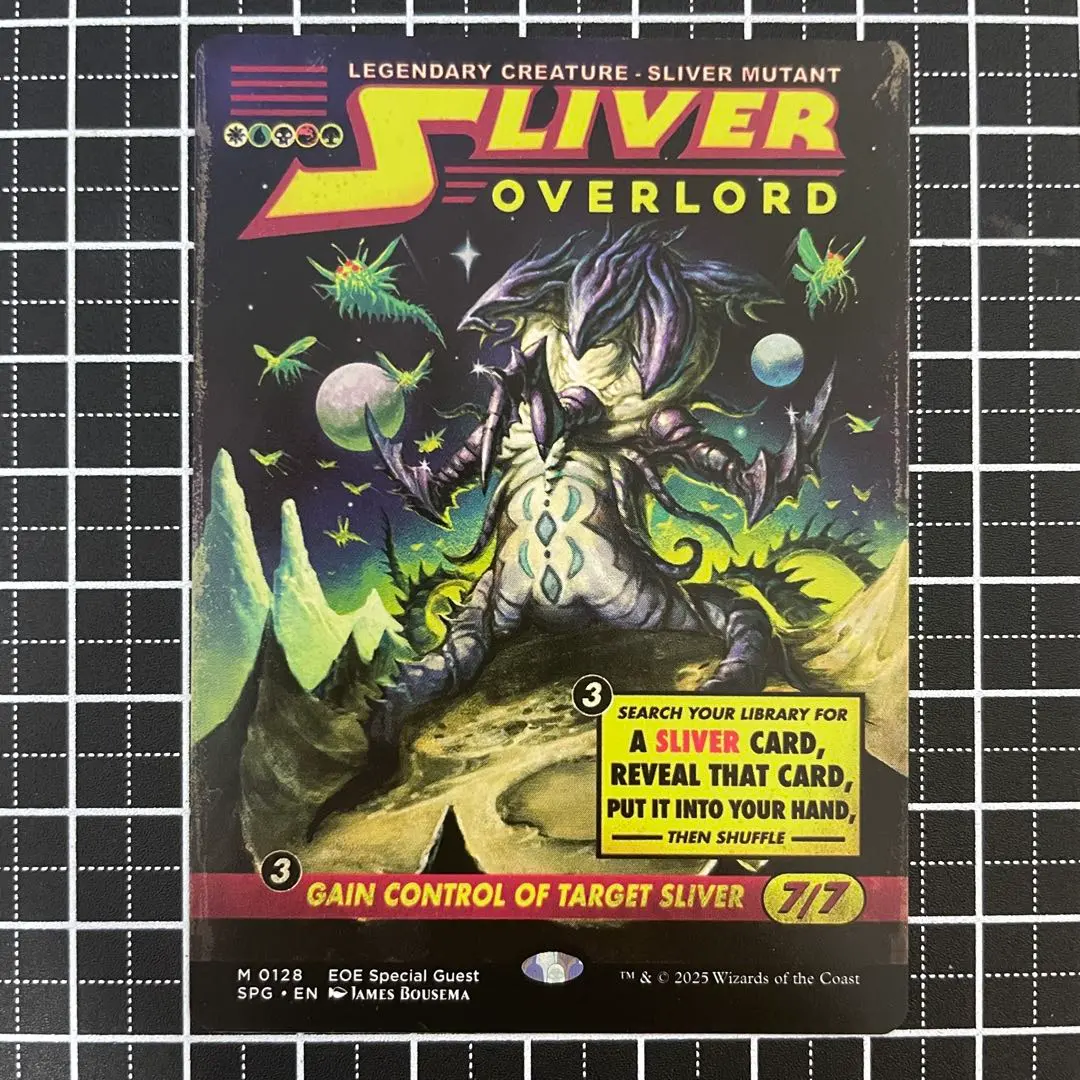 LEGENDARY CREATURE - SLIVER MUTANT
SLIVER
OVERLORD
3
SEARCH YOUR LIBRARY FOR
A SLIVER CARD,
REVEAL THAT CARD,
PUT IT INTO YOUR HAND,
THEN SHUFFLE
3
GAIN CONTROL OF TARGET SLIVER
7/7
M 0128 EOE Special Guest
SPG • EN JAMES BOUSEMA
™ & © 2025 Wizards of the Coast